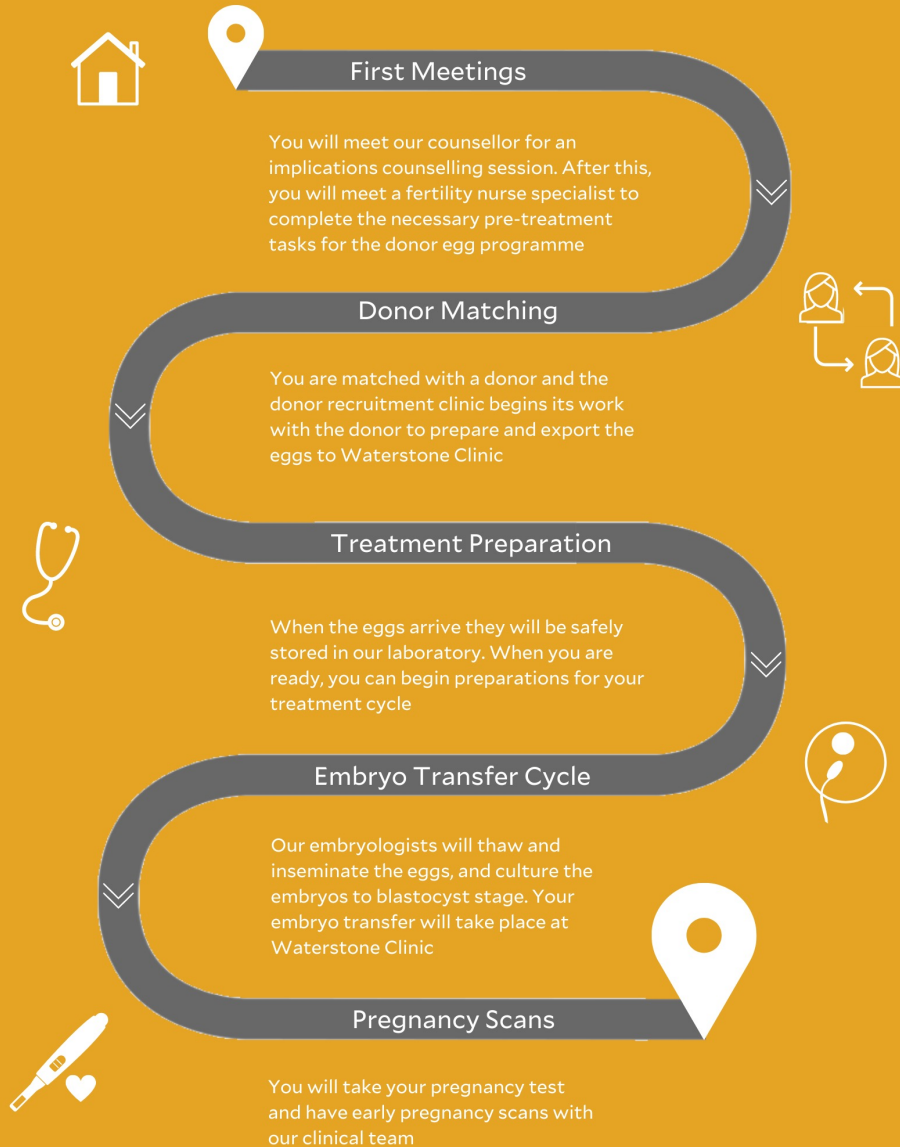 First Meetings
You will meet our counsellor for an
implications counselling session. After this,
you will meet a fertility nurse specialist to
complete the necessary pre-treatment
tasks for the donor egg programme
Donor Matching
You are matched with a donor and the
donor recruitment clinic begins its work
with the donor to prepare and export the
eggs to Waterstone Clinic
Treatment Preparation
When the eggs arrive they will be safely
stored in our laboratory. When you are
ready, you can begin preparations for your
treatment cycle
Embryo Transfer Cycle
Our embryologists will thaw and
inseminate the eggs, and culture the
embryos to blastocyst stage. Your
embryo transfer will take place at
Waterstone Clinic
Pregnancy Scans
You will take your pregnancy test
and have early pregnancy scans with
our clinical team